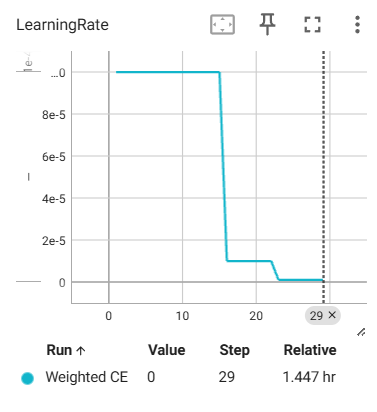 LearningRate
…0
8e-5
6e-5
4e-5
2e-5
0
0 10 20 29
Run Value Step Relative
Weighted CE 0 29 1.447 hr